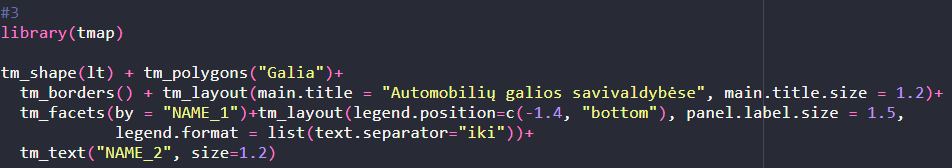 #3
library(tmap)
tm_shape(lt) + tm_polygons("Galia")+
tm_borders() + tm_layout(main.title = "Automobilių galios savivaldybėse", main.title.size = 1.2)+
tm_facets(by = "NAME_1")+tm_layout(legend.position=c(-1.4, "bottom"), panel.label.size = 1.5,
legend.format = list(text.separator="iki"))+
tm_text("NAME_2", size=1.2)